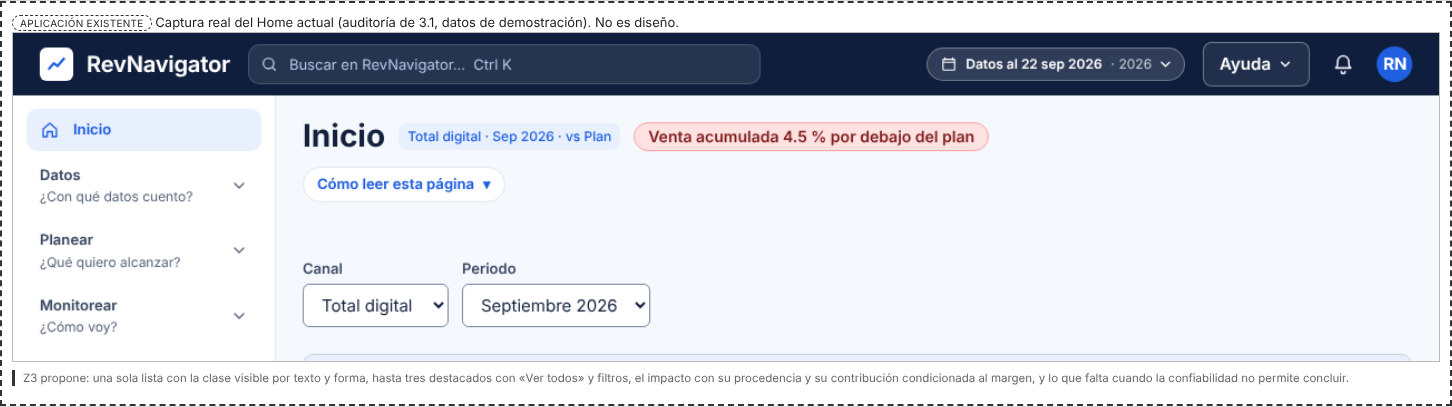 APLICACIÓN EXISTENTE Captura real del Home actual (auditoría de 3.1, datos de demostración). No es diseño.
RevNavigator
Buscar en RevNavigator... Ctrl K
Datos al 22 sep 2026 · 2026
Ayuda
RN
Inicio
Datos
¿Con qué datos cuento?
Planear
¿Qué quiero alcanzar?
Monitorear
¿Cómo voy?
Inicio
Total digital · Sep 2026 · vs Plan
Venta acumulada 4.5 % por debajo del plan
Cómo leer esta página ▾
Canal
Periodo
Total digital
Septiembre 2026
Z3 propone: una sola lista con la clase visible por texto y forma, hasta tres destacados con «Ver todos» y filtros, el impacto con su procedencia y su contribución condicionada al margen, y lo que falta cuando la confiabilidad no permite concluir.